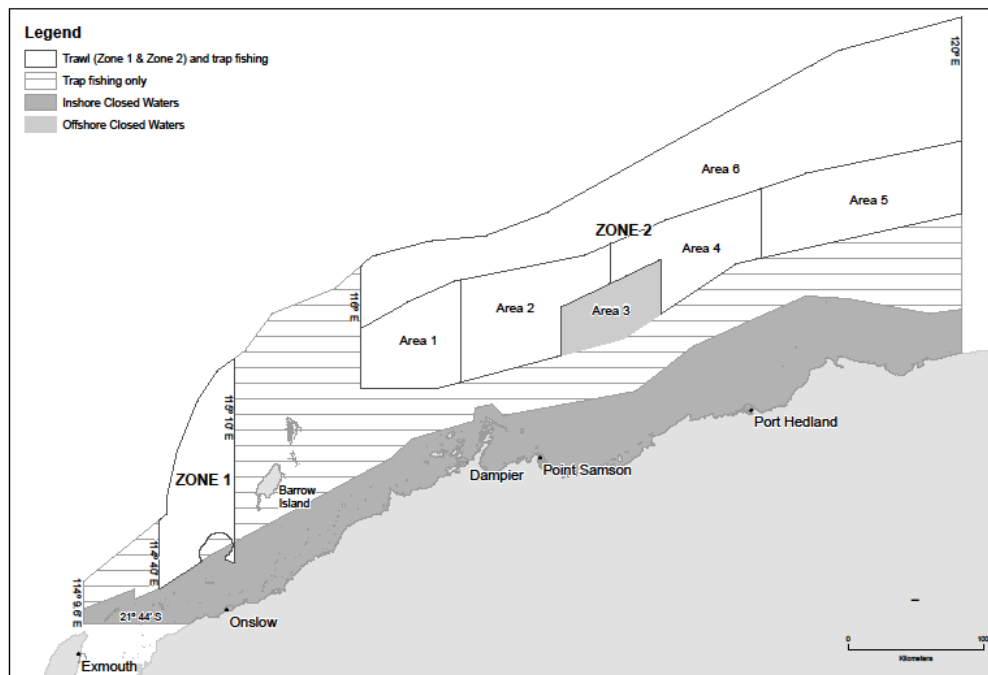 Legend
Trawl (Zone 1 & Zone 2) and trap fishing
Trap fishing only
Inshore Closed Waters
Offshore Closed Waters
120° E
Area 6
Area 5
ZONE 2
Area 4
116° E
Area 3
Area 2
Area 1
115° 10' E
Port Hedland
ZONE 1
Dampier
Point Samson
Barrow
Island
114° 40' E
114° 9.6' E
21° 44' S
Onslow
Exmouth
0
100
Kilometers